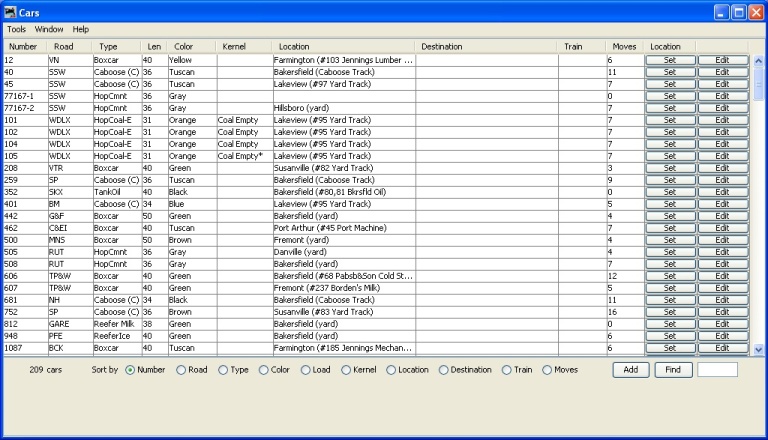 Cars
Tools Window Help
Number Road Type Len Color Kernel Location Destination Train Moves Location
12 VN Boxcar 40 Yellow Farmington (#103 Jennings Lumber ... 6 Set Edit
40 SSW Caboose (C) 36 Tuscan Bakersfield (Caboose Track) 11 Set Edit
45 SSW Caboose (C) 36 Tuscan Lakeview (#97 Yard Track) 7 Set Edit
77167-1 SSW HopCmnt 36 Gray 0 Set Edit
77167-2 SSW HopCmnt 36 Gray Hillsboro (yard) 7 Set Edit
101 WDLX HopCoal-E 31 Orange Coal Empty Lakeview (#95 Yard Track) 7 Set Edit
102 WDLX HopCoal-E 31 Orange Coal Empty Lakeview (#95 Yard Track) 7 Set Edit
104 WDLX HopCoal-E 31 Orange Coal Empty Lakeview (#95 Yard Track) 7 Set Edit
105 WDLX HopCoal-E 31 Orange Coal Empty* Lakeview (#95 Yard Track) 7 Set Edit
208 VTR Boxcar 40 Green Susanville (#82 Yard Track) 3 Set Edit
259 SP Caboose (C) 36 Tuscan Bakersfield (Caboose Track) 9 Set Edit
352 SKX TankOil 40 Black Bakersfield (#80,81 Bkrsfld Oil) 0 Set Edit
401 BM Caboose (C) 34 Blue Lakeview (#95 Yard Track) 5 Set Edit
442 G&F Boxcar 50 Green Bakersfield (yard) 4 Set Edit
462 C&EI Boxcar 40 Tuscan Port Arthur (#45 Port Machine) 7 Set Edit
500 MNS Boxcar 50 Brown Fremont (yard) 4 Set Edit
505 RUT HopCmnt 36 Gray Danville (yard) 4 Set Edit
508 RUT HopCmnt 36 Gray Bakersfield (yard) 7 Set Edit
606 TP&W Boxcar 40 Green Bakersfield (#68 Pabsb&Son Cold St... 12 Set Edit
607 TP&W Boxcar 40 Green Fremont (#237 Borden's Milk) 5 Set Edit
681 NH Caboose (C) 34 Black Bakersfield (Caboose Track) 11 Set Edit
752 SP Caboose (C) 36 Brown Susanville (#83 Yard Track) 16 Set Edit
812 GARE Reefer Milk 38 Green Bakersfield (yard) 0 Set Edit
948 PFE ReeferIce 40 Green Bakersfield (yard) 6 Set Edit
1087 BCK Boxcar 40 Tuscan Farmington (#185 Jennings Mechan... 6 Set Edit
209 cars Sort by Number Road Type Color Load Kernel Location Destination Train Moves Add Find